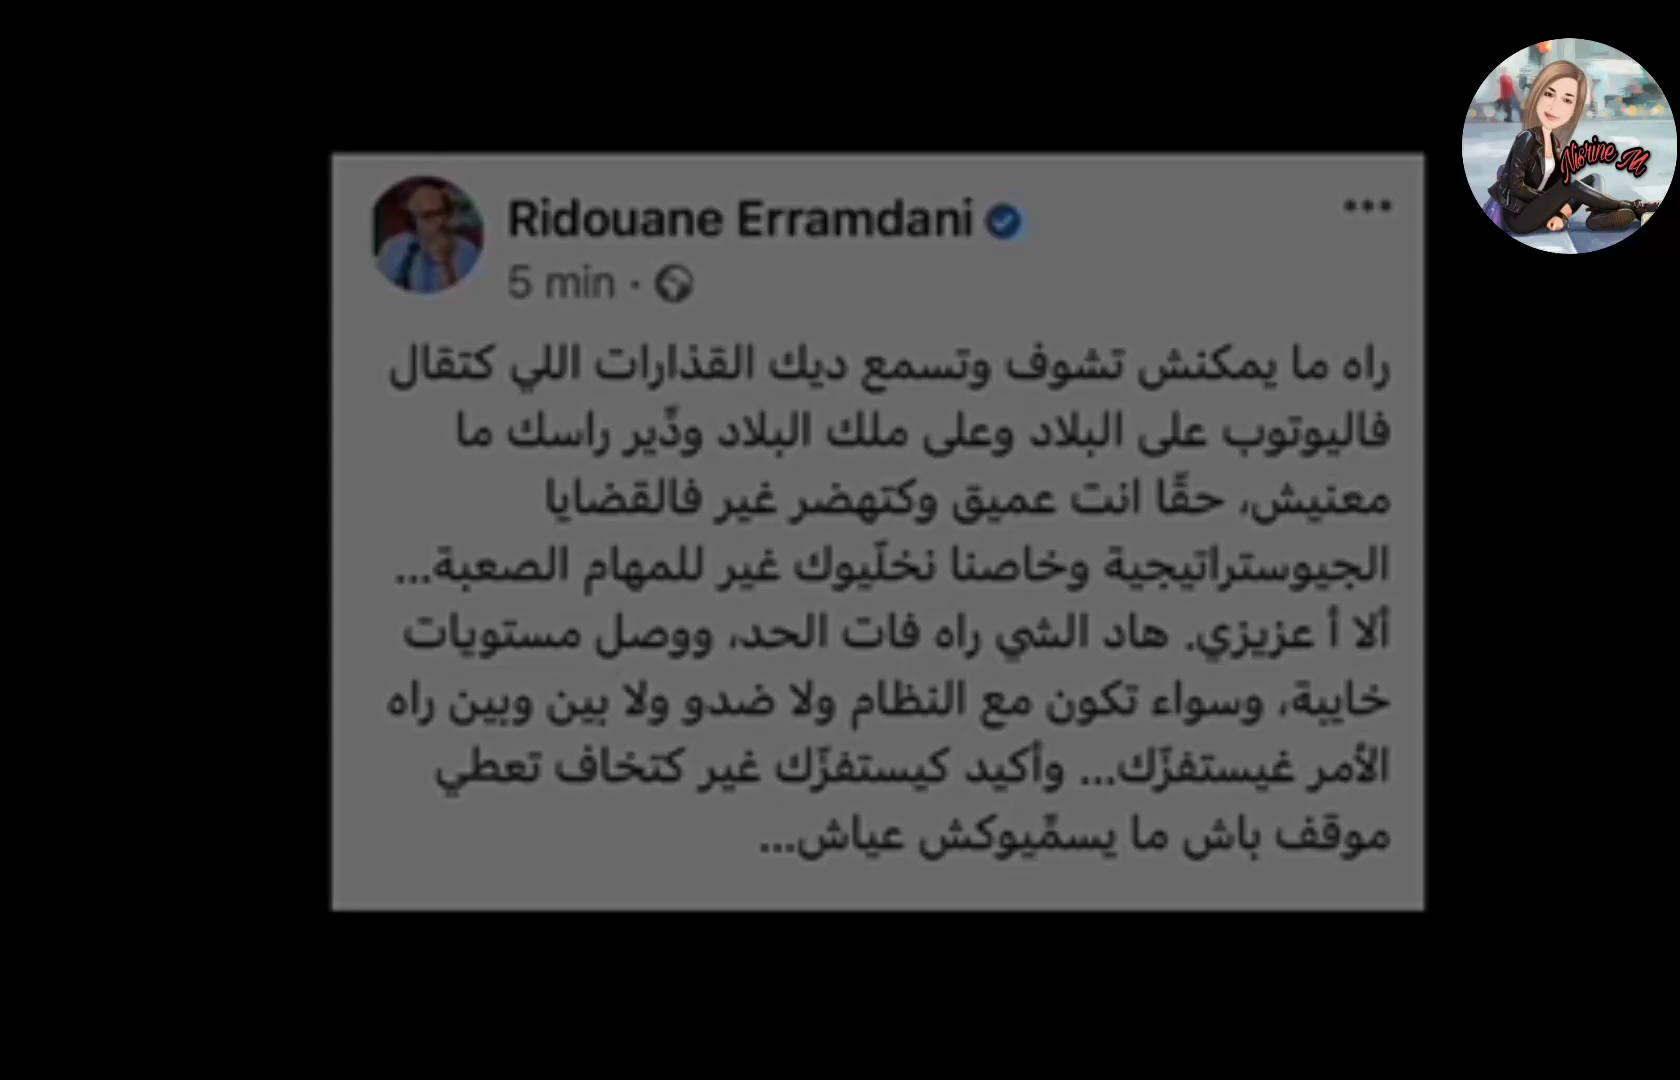 Nisrine M
Ridouane Erramdani
5 min ·
راه ما يمكنش تشوف وتسمع ديك القذارات اللي كتقال
فاليوتوب على البلاد وعلى ملك البلاد ودّير راسك ما
معنيش، حقًّا انت عميق وكتهضر غير فالقضايا
الجيوستراتيجية وخاصنا نخلّيوك غير للمهام الصعبة...
ألا أ عزيزي. هاد الشي راه فات الحد، ووصل مستويات
خايبة، وسواء تكون مع النظام ولا ضدو ولا بين وبين راه
الأمر غيستفزّك... وأكيد كيستفزّك غير كتخاف تعطي
موقف باش ما يسمّيوكش عياش...